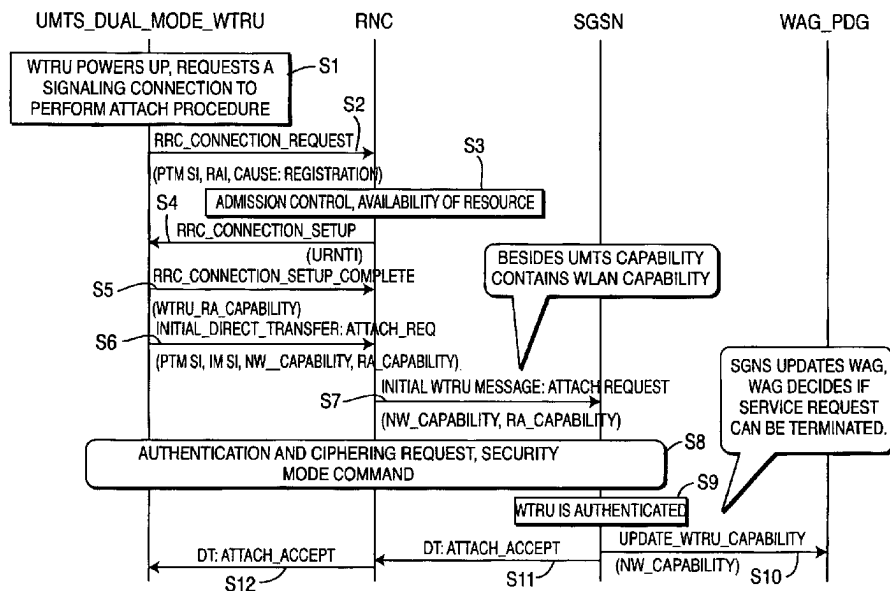 UMTS_DUAL_MODE_WTRU
RNC
SGSN
WAG_PDG
WTRU POWERS UP, REQUESTS A
SIGNALING CONNECTION TO
PERFORM ATTACH PROCEDURE
S1
RRC_CONNECTION_REQUEST
S2
(PTM SI, RAI, CAUSE: REGISTRATION)
S3
ADMISSION CONTROL, AVAILABILITY OF RESOURCE
S4
RRC_CONNECTION_SETUP
(URNTI)
BESIDES UMTS CAPABILITY
CONTAINS WLAN CAPABILITY
RRC_CONNECTION_SETUP_COMPLETE
S5
(WTRU_RA_CAPABILITY)
INITIAL_DIRECT_TRANSFER: ATTACH_REQ
S6
(PTM SI, IM SI, NW__CAPABILITY, RA_CAPABILITY).
SGNS UPDATES WAG,
WAG DECIDES IF
SERVICE REQUEST
CAN BE TERMINATED.
INITIAL WTRU MESSAGE: ATTACH REQUEST
S7
(NW_CAPABILITY, RA_CAPABILITY)
AUTHENTICATION AND CIPHERING REQUEST, SECURITY
MODE COMMAND
S8
S9
WTRU IS AUTHENTICATED
UPDATE_WTRU_CAPABILITY
(NW_CAPABILITY)
S10
DT: ATTACH_ACCEPT
S11
DT: ATTACH_ACCEPT
S12